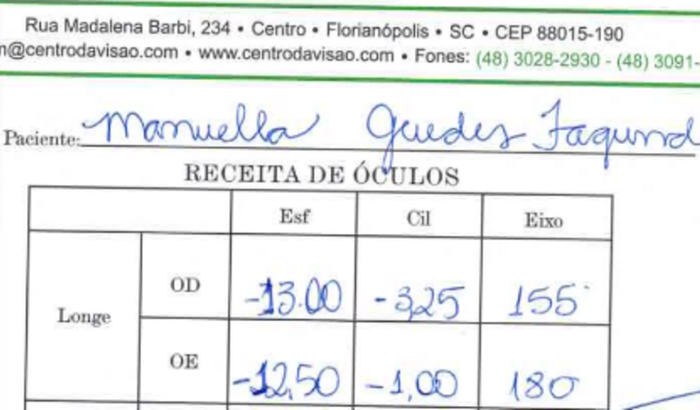 Rua Madalena Barbi, 234 • Centro • Florianópolis • SC • CEP 88015-190
n@centrodavisao.com • www.centrodavisao.com • Fones: (48) 3028-2930 - (48) 3091-
Paciente: Manuella Guedes Fagund
RECEITA DE ÓCULOS
Esf Cil Eixo
Longe
OD -13.00 -3,25 155
OE -12,50 -1,00 180